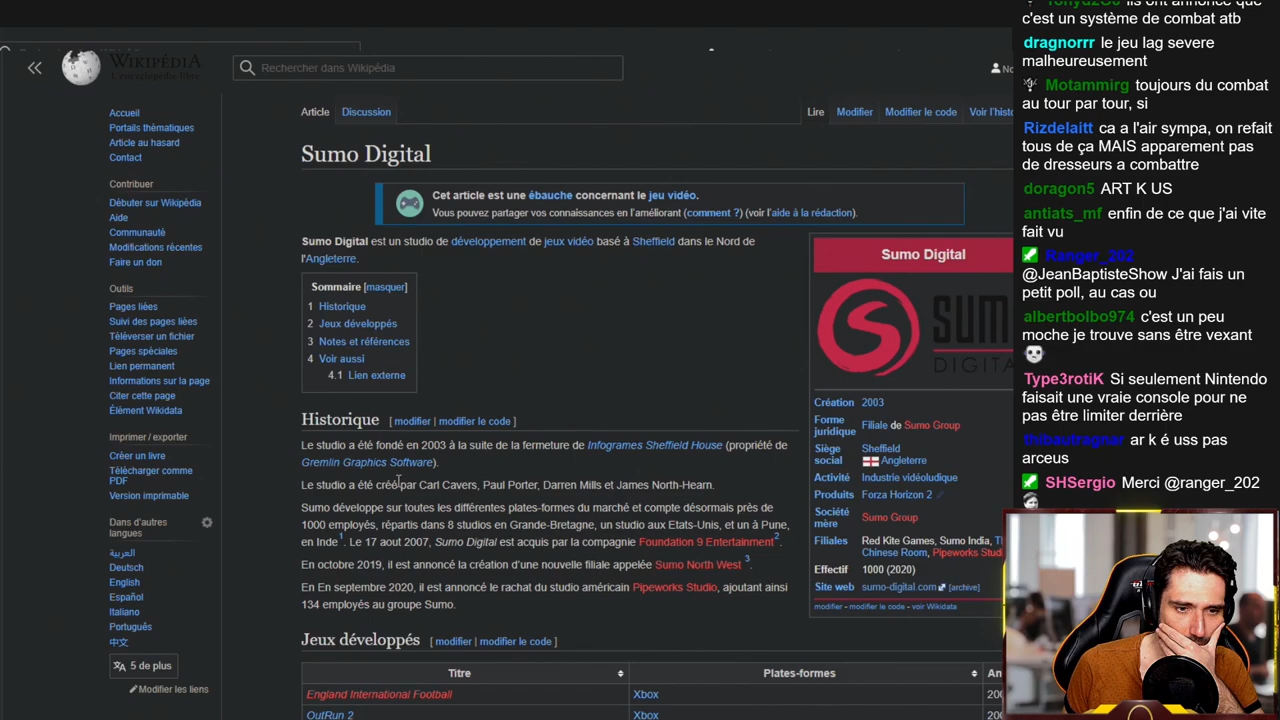 WIKIPÉDIA
L'encyclopédie libre
Rechercher dans Wikipédia
Accueil
Portails thématiques
Article au hasard
Contact
Contribuer
Débuter sur Wikipédia
Aide
Communauté
Modifications récentes
Faire un don
Outils
Pages liées
Suivi des pages liées
Téléverser un fichier
Pages spéciales
Lien permanent
Informations sur la page
Citer cette page
Élément Wikidata
Imprimer / exporter
Créer un livre
Télécharger comme
PDF
Version imprimable
Dans d'autres
langues
العربية
Deutsch
English
Español
Italiano
Português
中文
5 de plus
Modifier les liens
Article Discussion Lire Modifier Modifier le code Voir l'histo
Sumo Digital
Cet article est une ébauche concernant le jeu vidéo.
Vous pouvez partager vos connaissances en l'améliorant (comment ?) (voir l'aide à la rédaction).
Sumo Digital est un studio de développement de jeux vidéo basé à Sheffield dans le Nord de
l'Angleterre.
Sommaire [masquer]
1 Historique
2 Jeux développés
3 Notes et références
4 Voir aussi
4.1 Lien externe
Historique [ modifier | modifier le code ]
Le studio a été fondé en 2003 à la suite de la fermeture de Infogrames Sheffield House (propriété de
Gremlin Graphics Software).
Le studio a été créé par Carl Cavers, Paul Porter, Darren Mills et James North-Hearn.
Sumo développe sur toutes les différentes plates-formes du marché et compte désormais près de
1000 employés, répartis dans 8 studios en Grande-Bretagne, un studio aux Etats-Unis, et un à Pune,
en Inde1. Le 17 aout 2007, Sumo Digital est acquis par la compagnie Foundation 9 Entertainment2.
En octobre 2019, il est annoncé la création d'une nouvelle filiale appelée Sumo North West 3.
En En septembre 2020, il est annoncé le rachat du studio américain Pipeworks Studio, ajoutant ainsi
134 employés au groupe Sumo.
Jeux développés [ modifier | modifier le code ]
Titre Plates-formes
England International Football Xbox
OutRun 2 Xbox
Sumo Digital
SUM
DIGITA
Création 2003
Forme
juridique Filiale de Sumo Group
Siège
social Sheffield
Angleterre
Activité Industrie vidéoludique
Produits Forza Horizon 2
Société
mère Sumo Group
Filiales Red Kite Games, Sumo India, Th
Chinese Room, Pipeworks Studi
Effectif 1000 (2020)
Site web sumo-digital.com [archive]
modifier - modifier le code - voir Wikidata
c'est un système de combat atb
dragnorrr le jeu lag severe
malheureusement
Motammirg toujours du combat
au tour par tour, si
Rizdelaitt ca a l'air sympa, on refait
tous de ça MAIS apparement pas
de dresseurs a combattre
doragon5 ART K US
antiats_mf enfin de ce que j'ai vite
fait vu
Ranger_202
@JeanBaptisteShow J'ai fais un
petit poll, au cas ou
albertbolbo974 c'est un peu
moche je trouve sans être vexant
Type3rotiK Si seulement Nintendo
faisait une vraie console pour ne
pas être limiter derrière
thibautragnar ar k é uss pas
arceus
SHSergio Merci @ranger_202